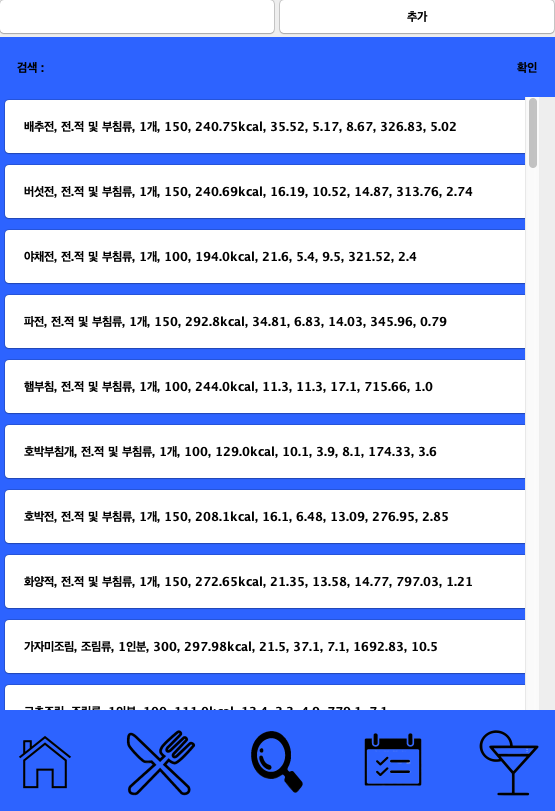 추가
검색 :
확인
배추전, 전.적 및 부침류, 1개, 150, 240.75kcal, 35.52, 5.17, 8.67, 326.83, 5.02
버섯전, 전.적 및 부침류, 1개, 150, 240.69kcal, 16.19, 10.52, 14.87, 313.76, 2.74
야채전, 전.적 및 부침류, 1개, 100, 194.0kcal, 21.6, 5.4, 9.5, 321.52, 2.4
파전, 전.적 및 부침류, 1개, 150, 292.8kcal, 34.81, 6.83, 14.03, 345.96, 0.79
햄부침, 전.적 및 부침류, 1개, 100, 244.0kcal, 11.3, 11.3, 17.1, 715.66, 1.0
호박부침개, 전.적 및 부침류, 1개, 100, 129.0kcal, 10.1, 3.9, 8.1, 174.33, 3.6
호박전, 전.적 및 부침류, 1개, 150, 208.1kcal, 16.1, 6.48, 13.09, 276.95, 2.85
화양적, 전.적 및 부침류, 1개, 150, 272.65kcal, 21.35, 13.58, 14.77, 797.03, 1.21
가자미조림, 조림류, 1인분, 300, 297.98kcal, 21.5, 37.1, 7.1, 1692.83, 10.5